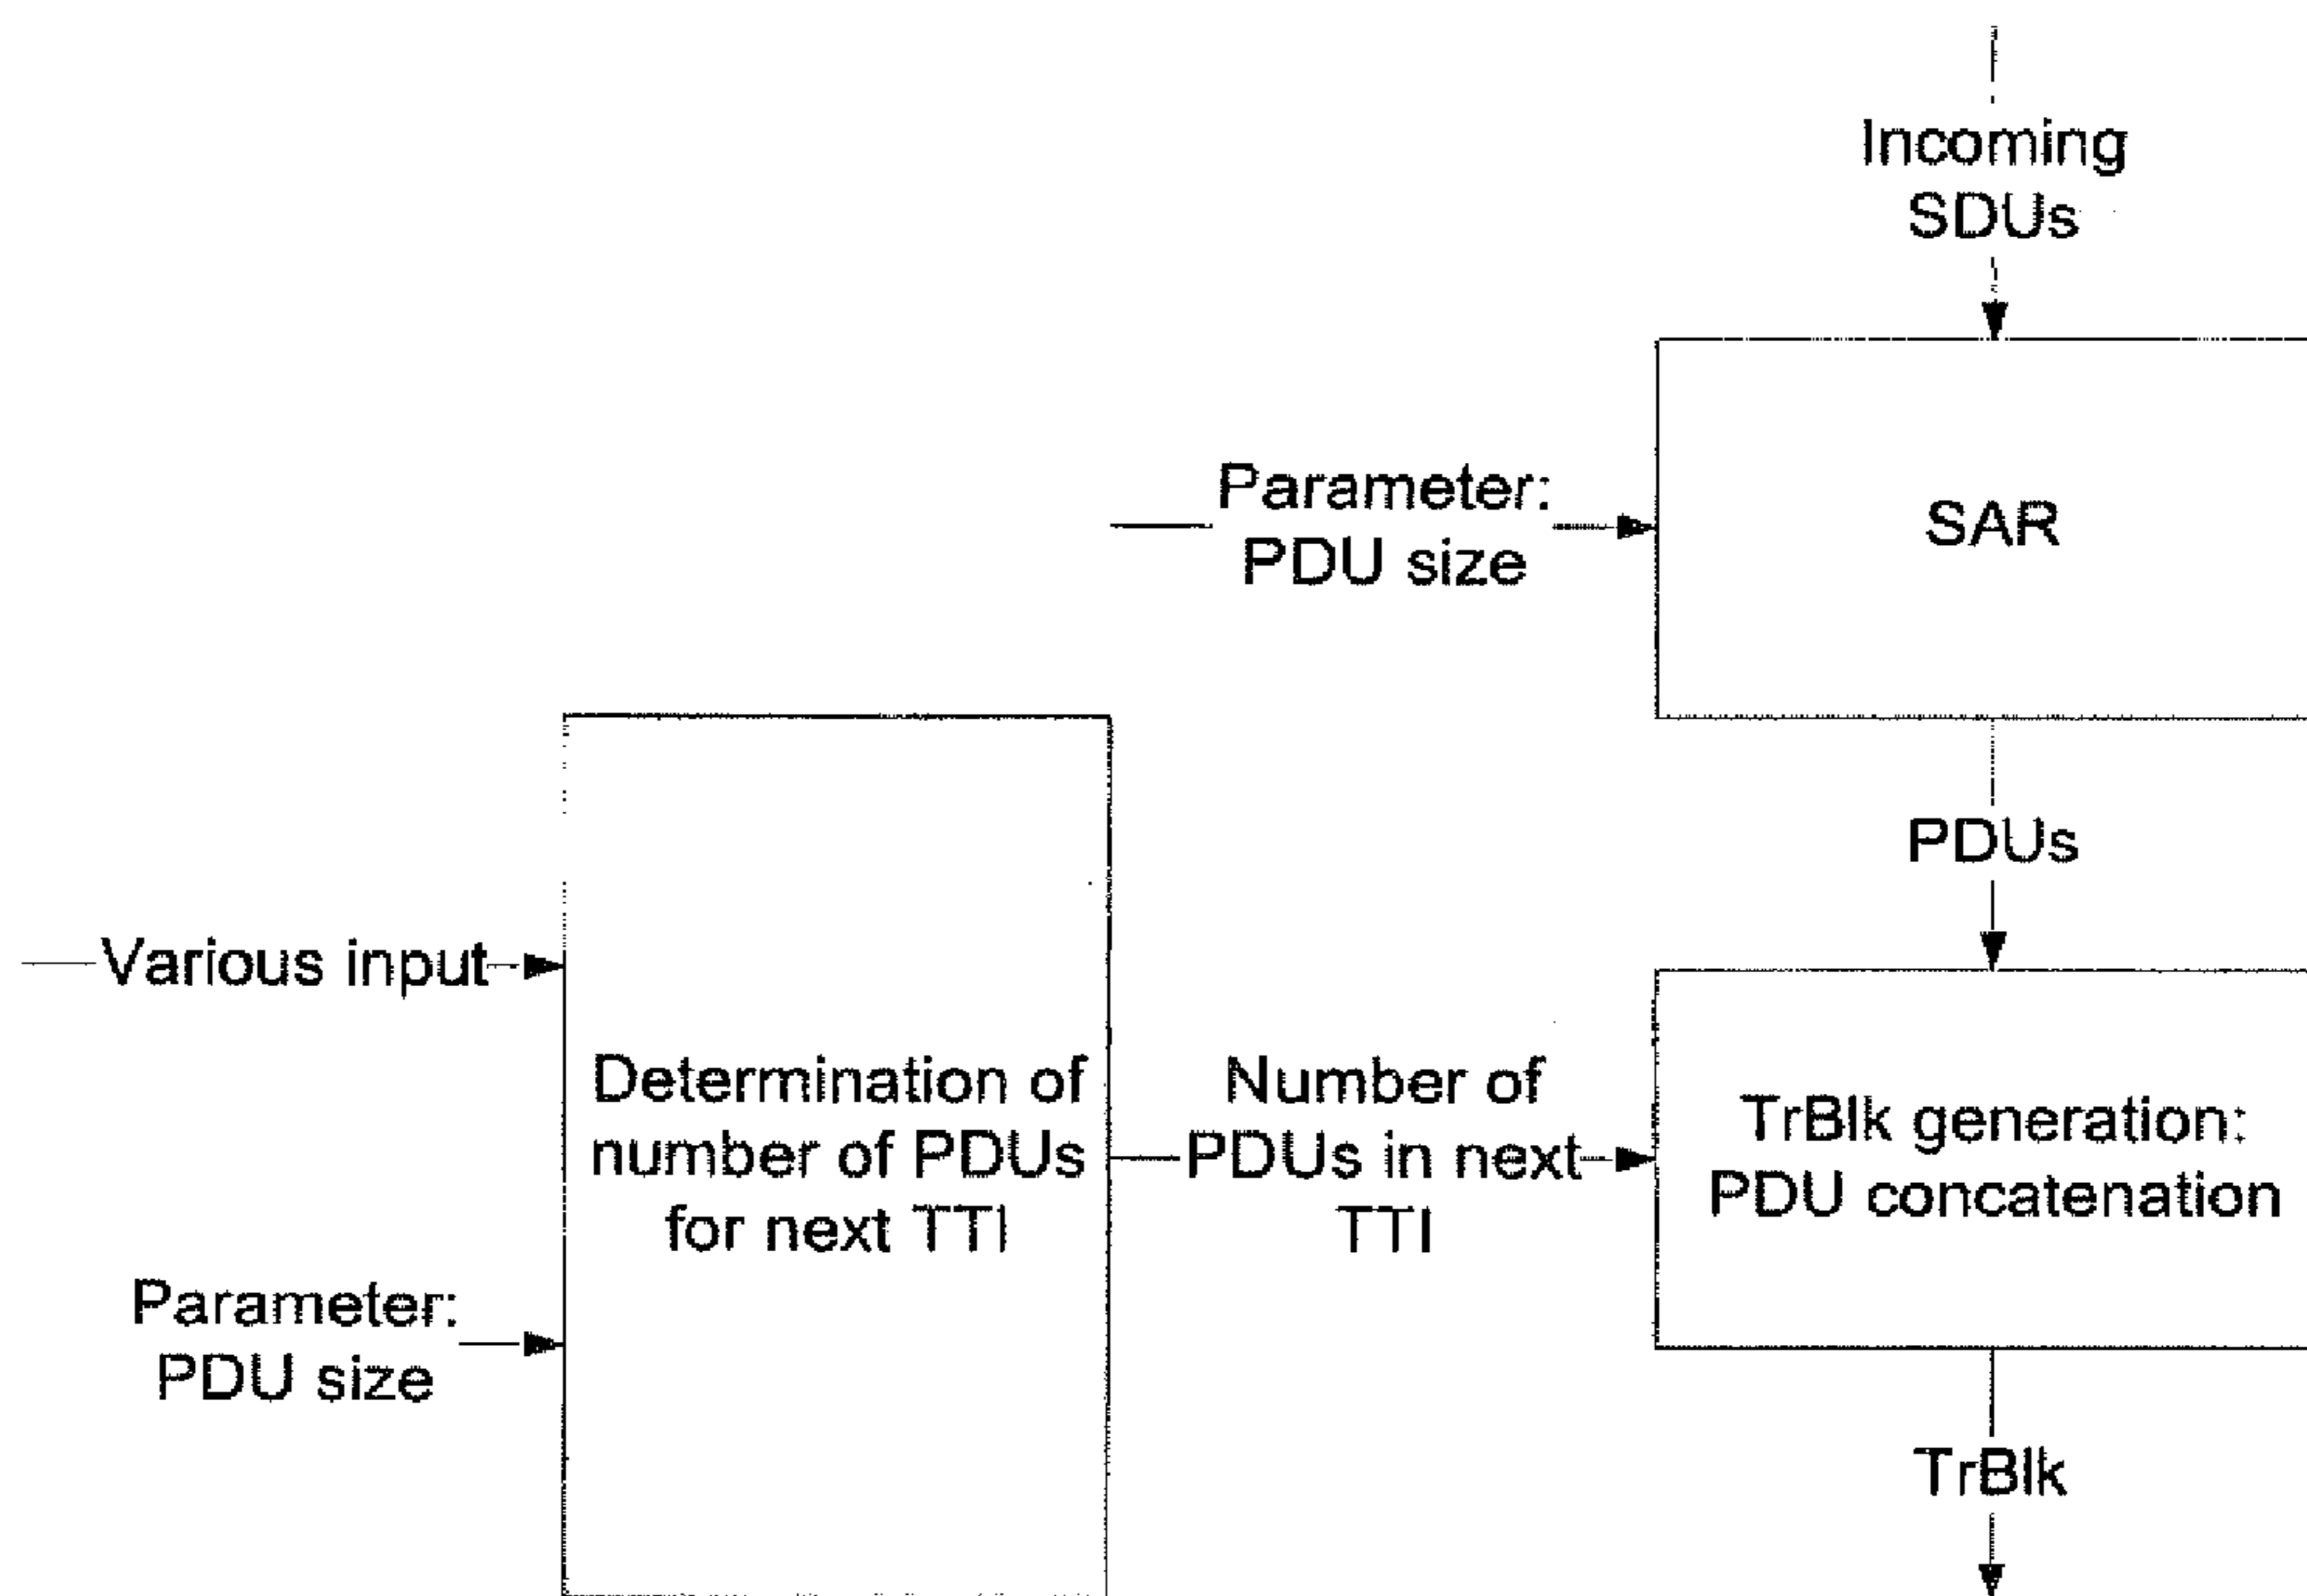 Incoming
SDUs
Parameter:
PDU size
SAR
PDUs
Various input
Determination of
number of PDUs
for next TTI
Number of
PDUs in next
TTI
TrBlk generation:
PDU concatenation
Parameter:
PDU size
TrBlk